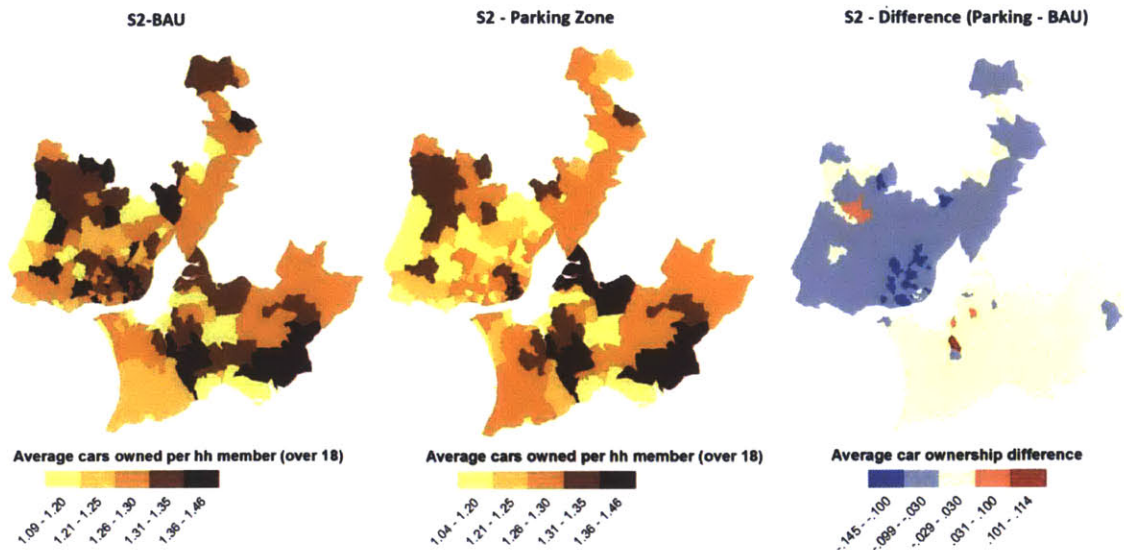 S2-BAU
S2 - Parking Zone
S2 - Difference (Parking - BAU)
Average cars owned per hh member (over 18)
1.09 - 1.20
1.21 - 1.25
1.26 - 1.30
1.31 - 1.35
1.36 - 1.46
Average cars owned per hh member (over 18)
1.04 - 1.20
1.21 - 1.25
1.26 - 1.30
1.31 - 1.35
1.36 - 1.46
Average car ownership difference
-.145 - -.100
-.099 - -.030
-.029 - .030
.031 - .100
.101 - .114